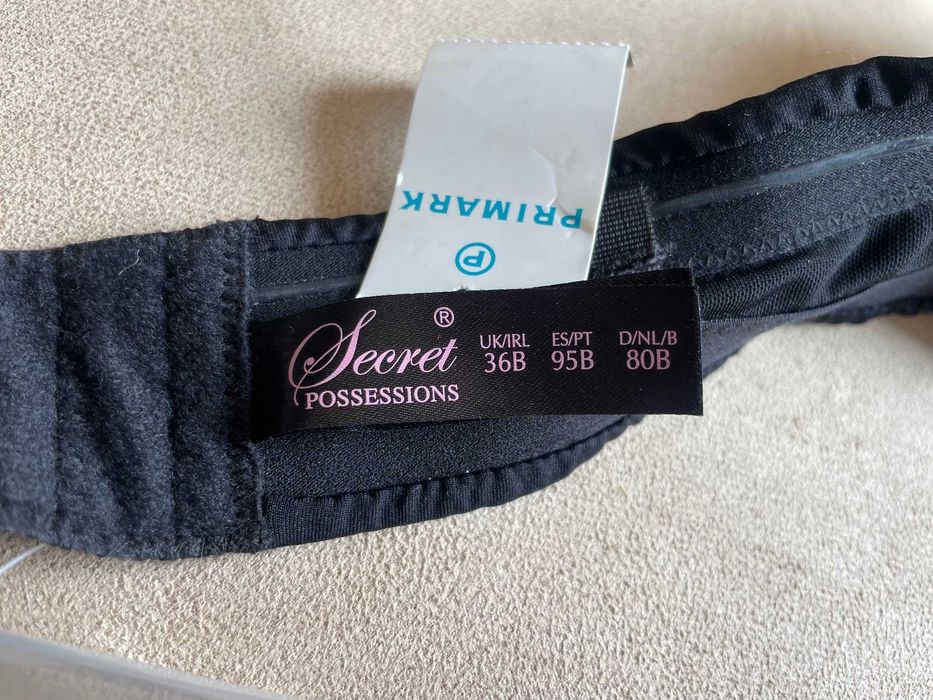 PRIMARK
P
Secret®
POSSESSIONS
UK/IRL
36B
ES/PT
95B
D/NL/B
80B